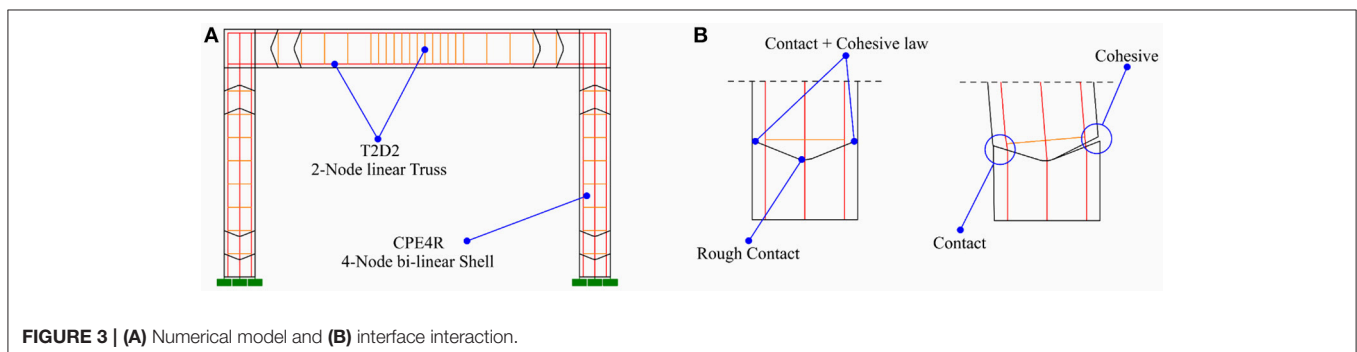 A
T2D2
2-Node linear Truss
CPE4R
4-Node bi-linear Shell
B
Contact + Cohesive law
Cohesive
Rough Contact
Contact
FIGURE 3 | (A) Numerical model and (B) interface interaction.